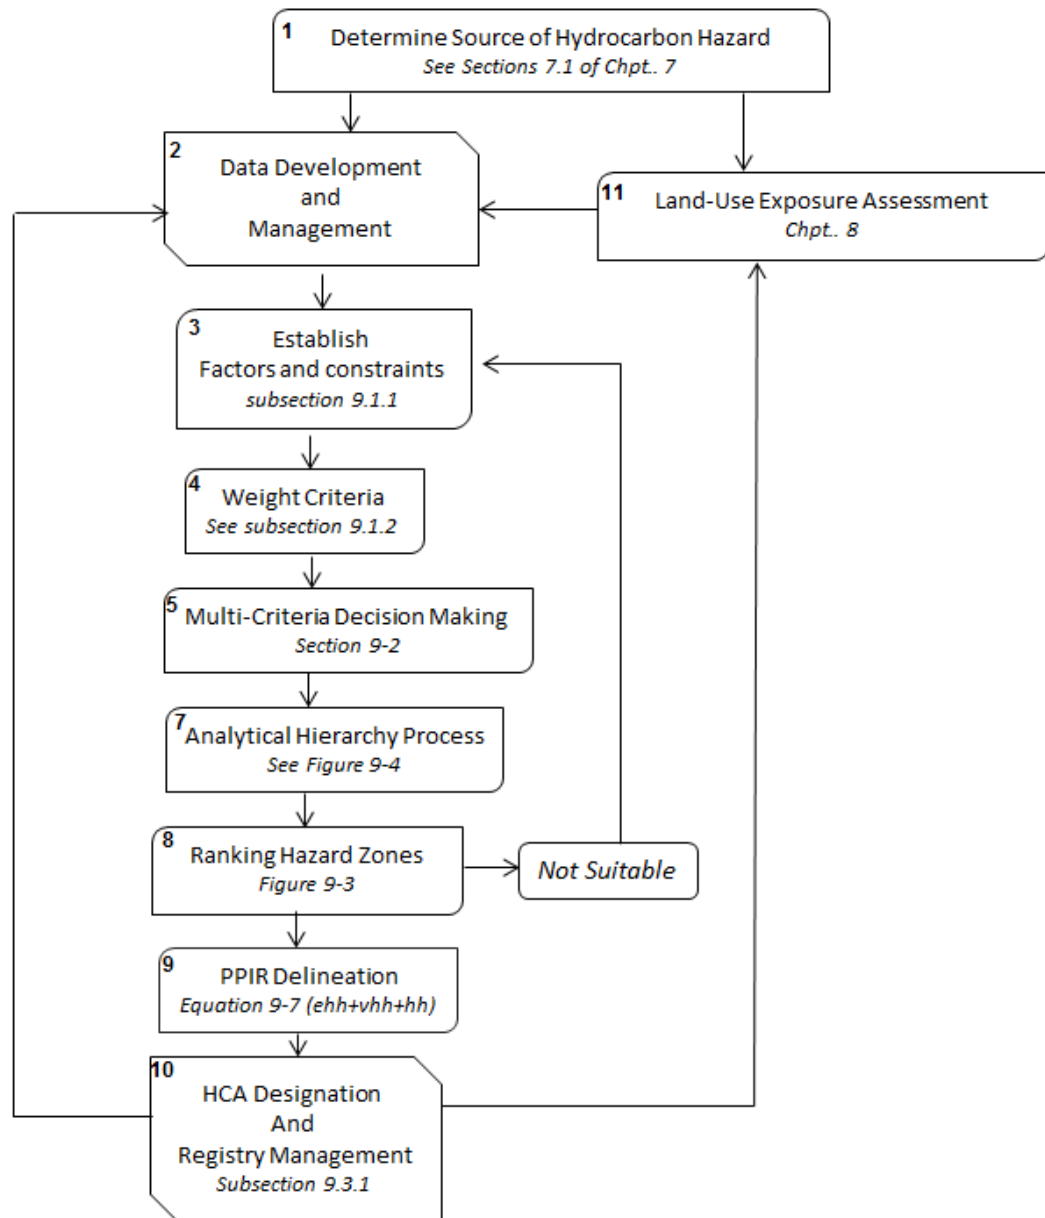 1
Determine Source of Hydrocarbon Hazard
See Sections 7.1 of Chpt.. 7
2
Data Development
and
Management
11
Land-Use Exposure Assessment
Chpt.. 8
3
Establish
Factors and constraints
subsection 9.1.1
4
Weight Criteria
See subsection 9.1.2
5
Multi-Criteria Decision Making
Section 9-2
7
Analytical Hierarchy Process
See Figure 9-4
8
Ranking Hazard Zones
Figure 9-3
Not Suitable
9
PPIR Delineation
Equation 9-7 (ehh+vhh+hh)
10
HCA Designation
And
Registry Management
Subsection 9.3.1